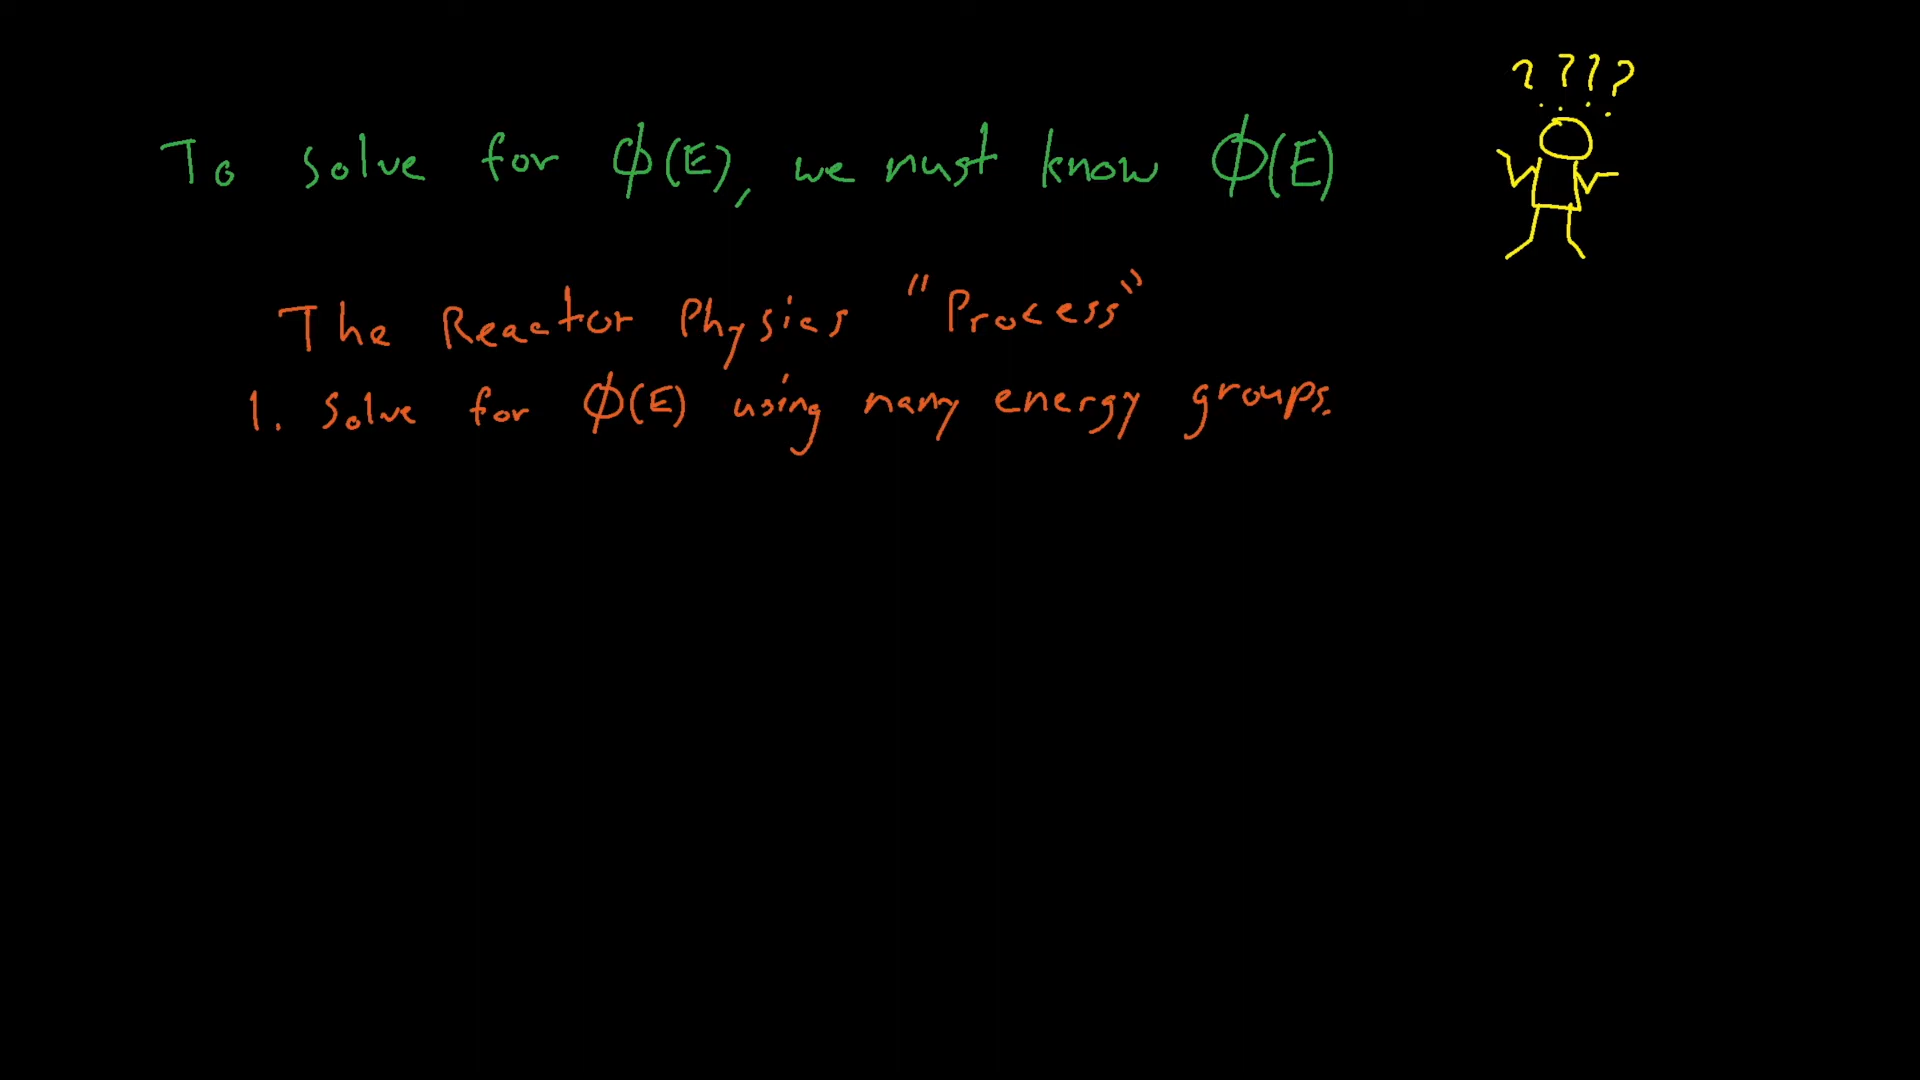 ? ? ? ?
To solve for ϕ(E), we must know ϕ(E)
The Reactor Physics "Process"
1. Solve for ϕ(E) using many energy groups.